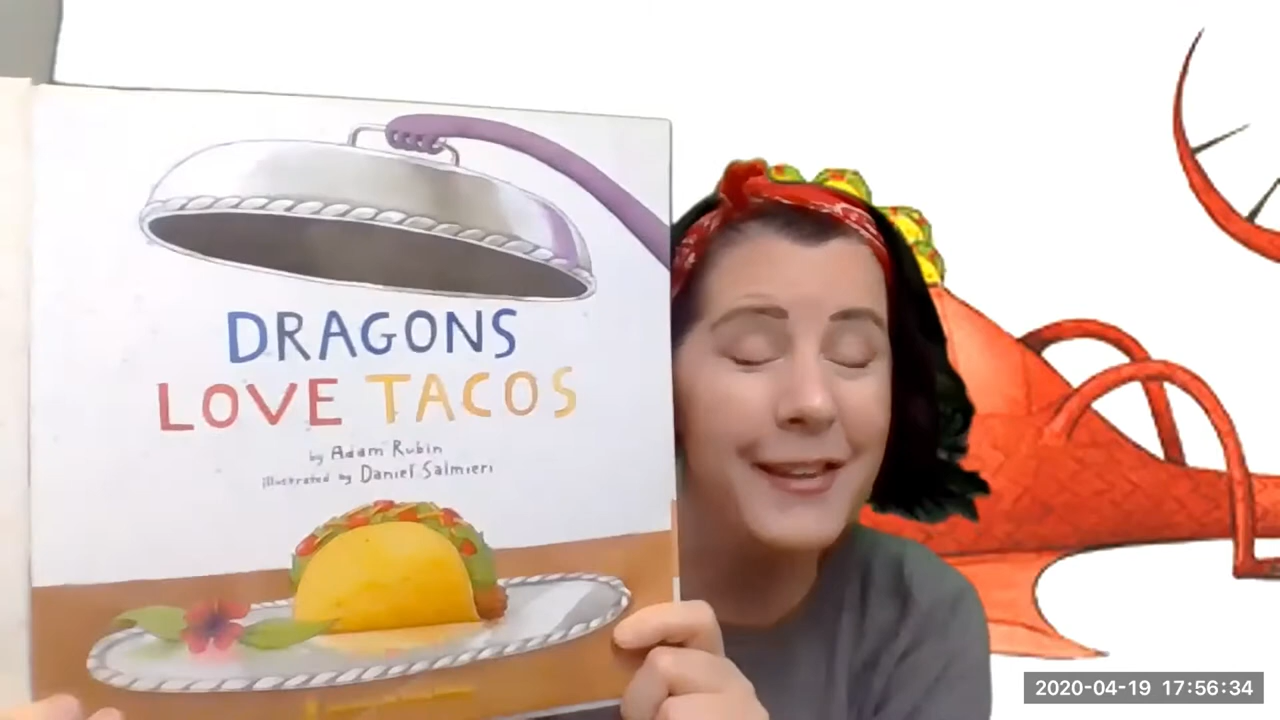 DRAGONS
LOVE TACOS
by Adam Rubin
illustrated by Daniel Salmieri
2020-04-19 17:56:34